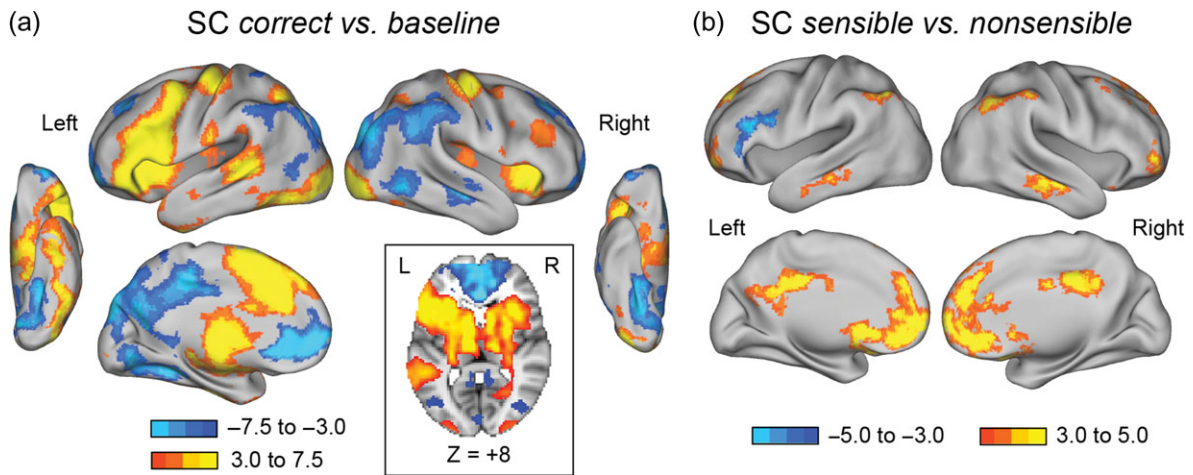 (a) SC correct vs. baseline
Left
Right
L R
Z = +8
−7.5 to −3.0
3.0 to 7.5
(b) SC sensible vs. nonsensible
Left
Right
−5.0 to −3.0
3.0 to 5.0